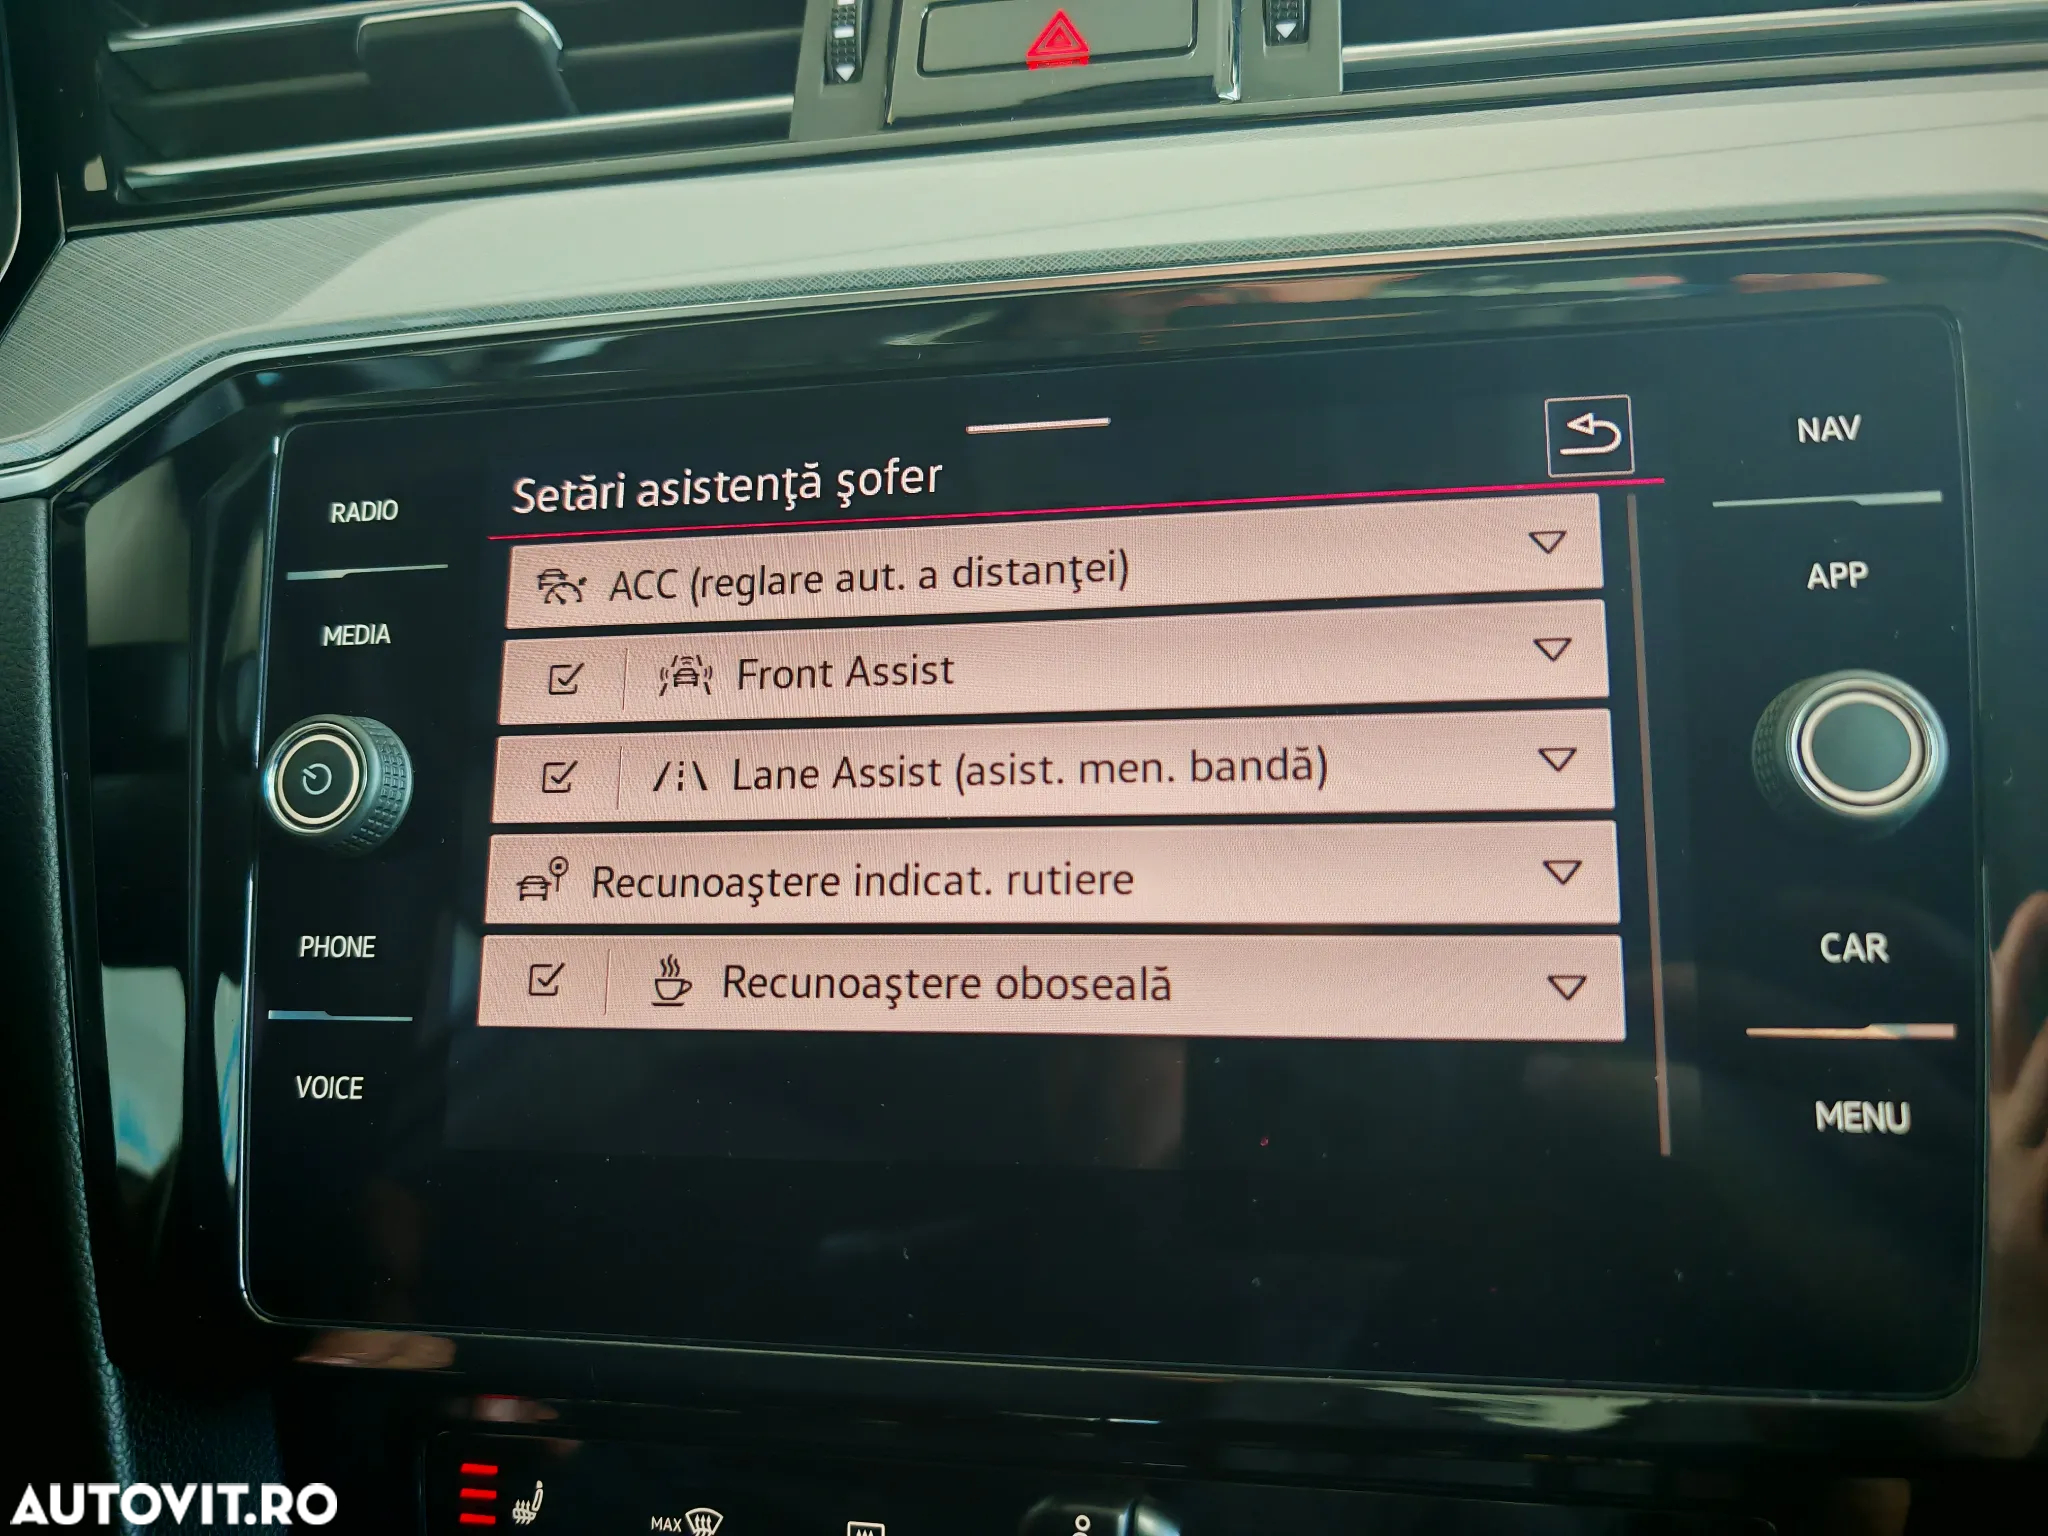 Setări asistenţă şofer
RADIO
MEDIA
PHONE
VOICE
ACC (reglare aut. a distanţei)
Front Assist
Lane Assist (asist. men. bandă)
Recunoaştere indicat. rutiere
Recunoaştere oboseală
NAV
APP
CAR
MENU
MAX
AUTOVIT.RO